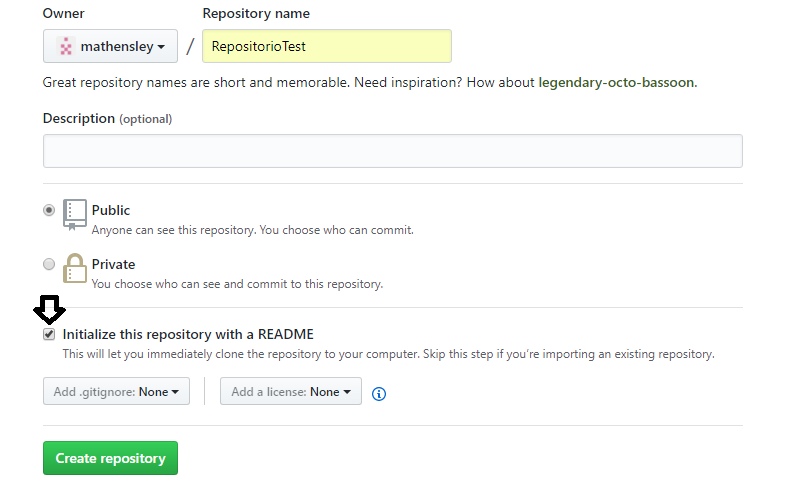 Owner Repository name
mathensley / RepositorioTest
Great repository names are short and memorable. Need inspiration? How about legendary-octo-bassoon.
Description (optional)
Public
Anyone can see this repository. You choose who can commit.
Private
You choose who can see and commit to this repository.
Initialize this repository with a README
This will let you immediately clone the repository to your computer. Skip this step if you're importing an existing repository.
Add .gitignore: None Add a license: None
Create repository